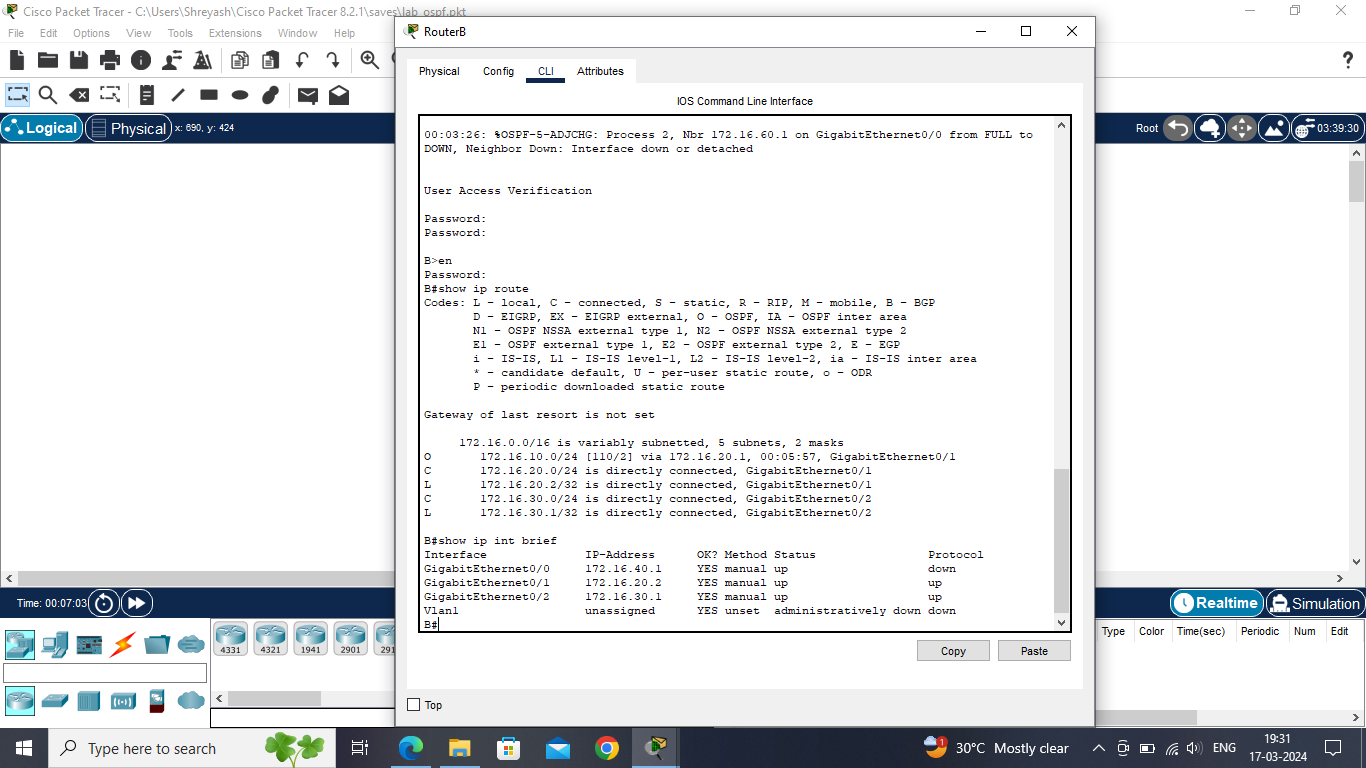 Cisco Packet Tracer - C:\Users\Shreyash\Cisco Packet Tracer 8.2.1\saves\lab_ospf.pkt
File Edit Options View Tools Extensions Window Help
RouterB
Physical Config CLI Attributes
IOS Command Line Interface
Logical Physical x: 690, y: 424
Root 03:39:30
00:03:26: %OSPF-5-ADJCHG: Process 2, Nbr 172.16.60.1 on GigabitEthernet0/0 from FULL to
DOWN, Neighbor Down: Interface down or detached
User Access Verification
Password:
Password:
B>en
Password:
B#show ip route
Codes: L - local, C - connected, S - static, R - RIP, M - mobile, B - BGP
D - EIGRP, EX - EIGRP external, O - OSPF, IA - OSPF inter area
N1 - OSPF NSSA external type 1, N2 - OSPF NSSA external type 2
E1 - OSPF external type 1, E2 - OSPF external type 2, E - EGP
i - IS-IS, L1 - IS-IS level-1, L2 - IS-IS level-2, ia - IS-IS inter area
* - candidate default, U - per-user static route, o - ODR
P - periodic downloaded static route
Gateway of last resort is not set
172.16.0.0/16 is variably subnetted, 5 subnets, 2 masks
O 172.16.10.0/24 [110/2] via 172.16.20.1, 00:05:57, GigabitEthernet0/1
C 172.16.20.0/24 is directly connected, GigabitEthernet0/1
L 172.16.20.2/32 is directly connected, GigabitEthernet0/1
C 172.16.30.0/24 is directly connected, GigabitEthernet0/2
L 172.16.30.1/32 is directly connected, GigabitEthernet0/2
B#show ip int brief
Interface IP-Address OK? Method Status Protocol
GigabitEthernet0/0 172.16.40.1 YES manual up down
GigabitEthernet0/1 172.16.20.2 YES manual up up
GigabitEthernet0/2 172.16.30.1 YES manual up up
Vlan1 unassigned YES unset administratively down down
B#
Copy Paste
Top
Time: 00:07:03
Realtime Simulation
4331 4321 1941 2901 291
Type Color Time(sec) Periodic Num Edit
Type here to search
1
30°C Mostly clear
ENG
19:31
17-03-2024